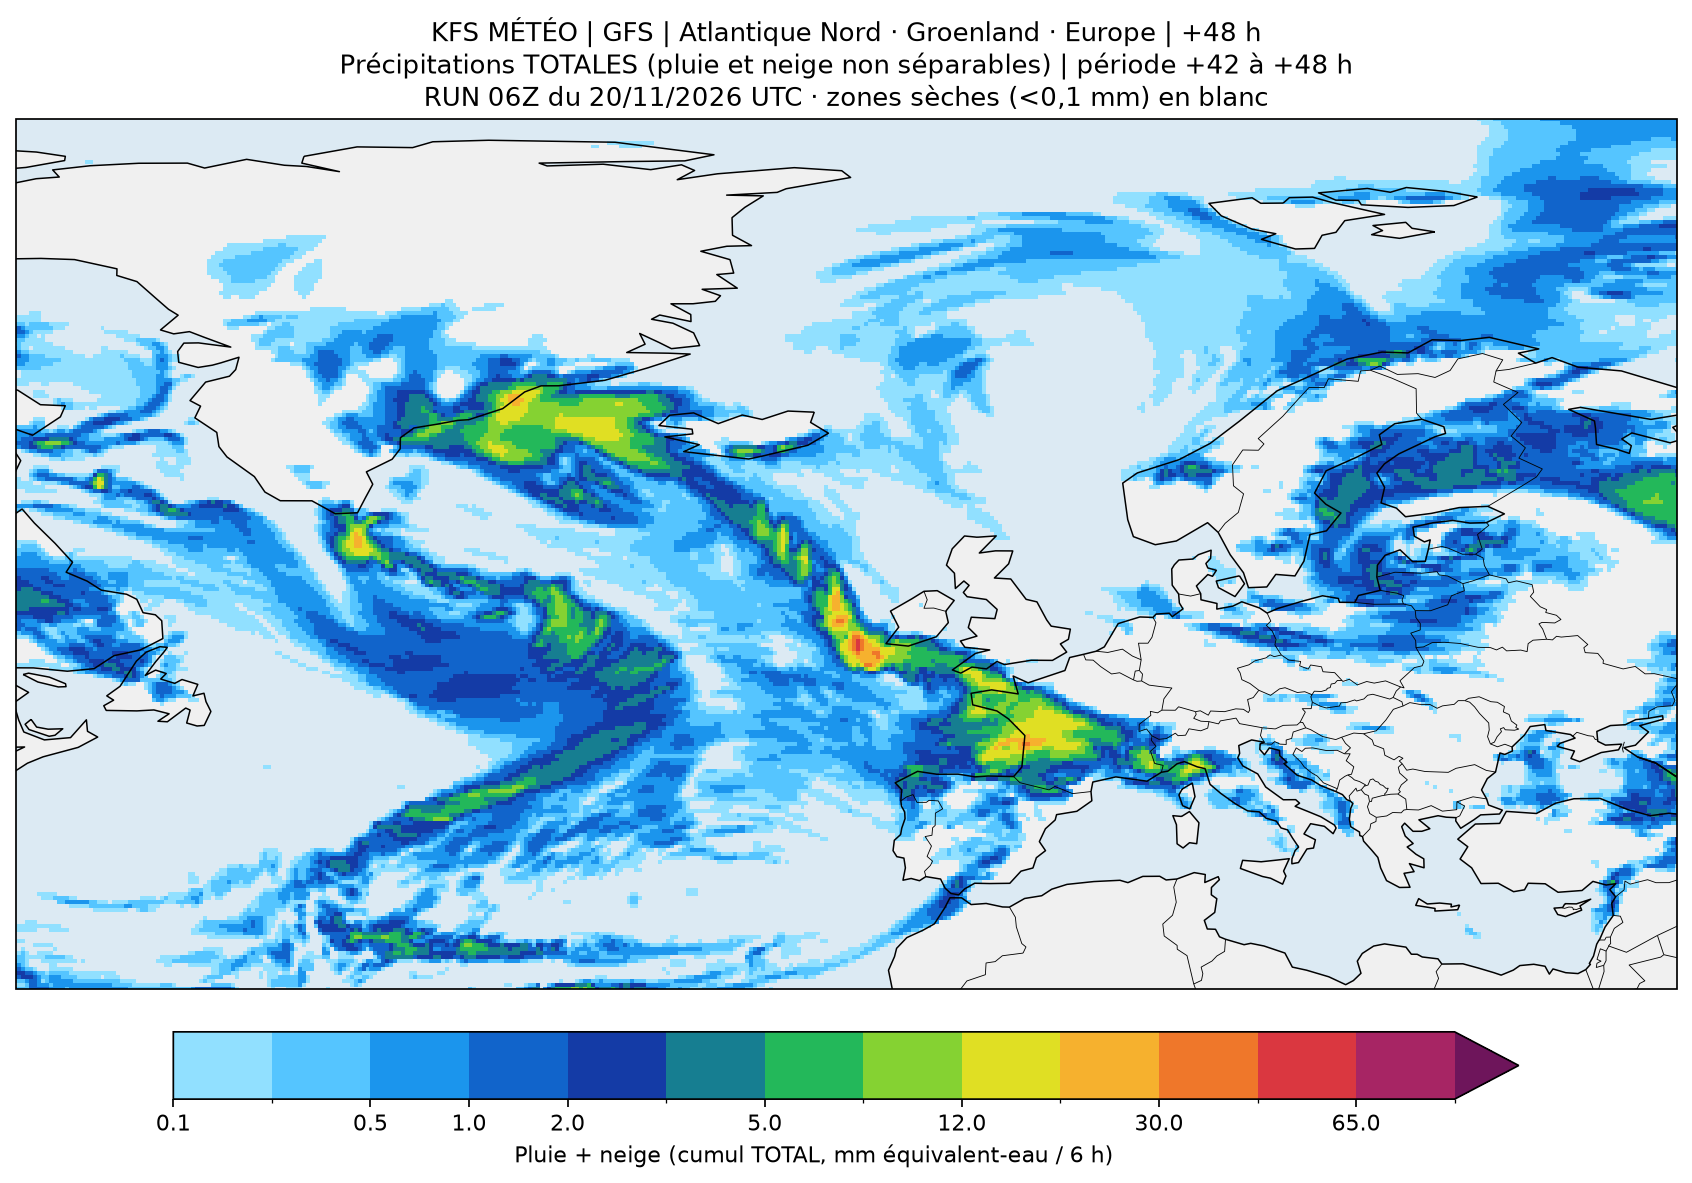 KFS MÉTÉO | GFS | Atlantique Nord · Groenland · Europe | +48 h
Précipitations TOTALES (pluie et neige non séparables) | période +42 à +48 h
RUN 06Z du 20/11/2026 UTC · zones sèches (<0,1 mm) en blanc
0.1 0.5 1.0 2.0 5.0 12.0 30.0 65.0
Pluie + neige (cumul TOTAL, mm équivalent-eau / 6 h)